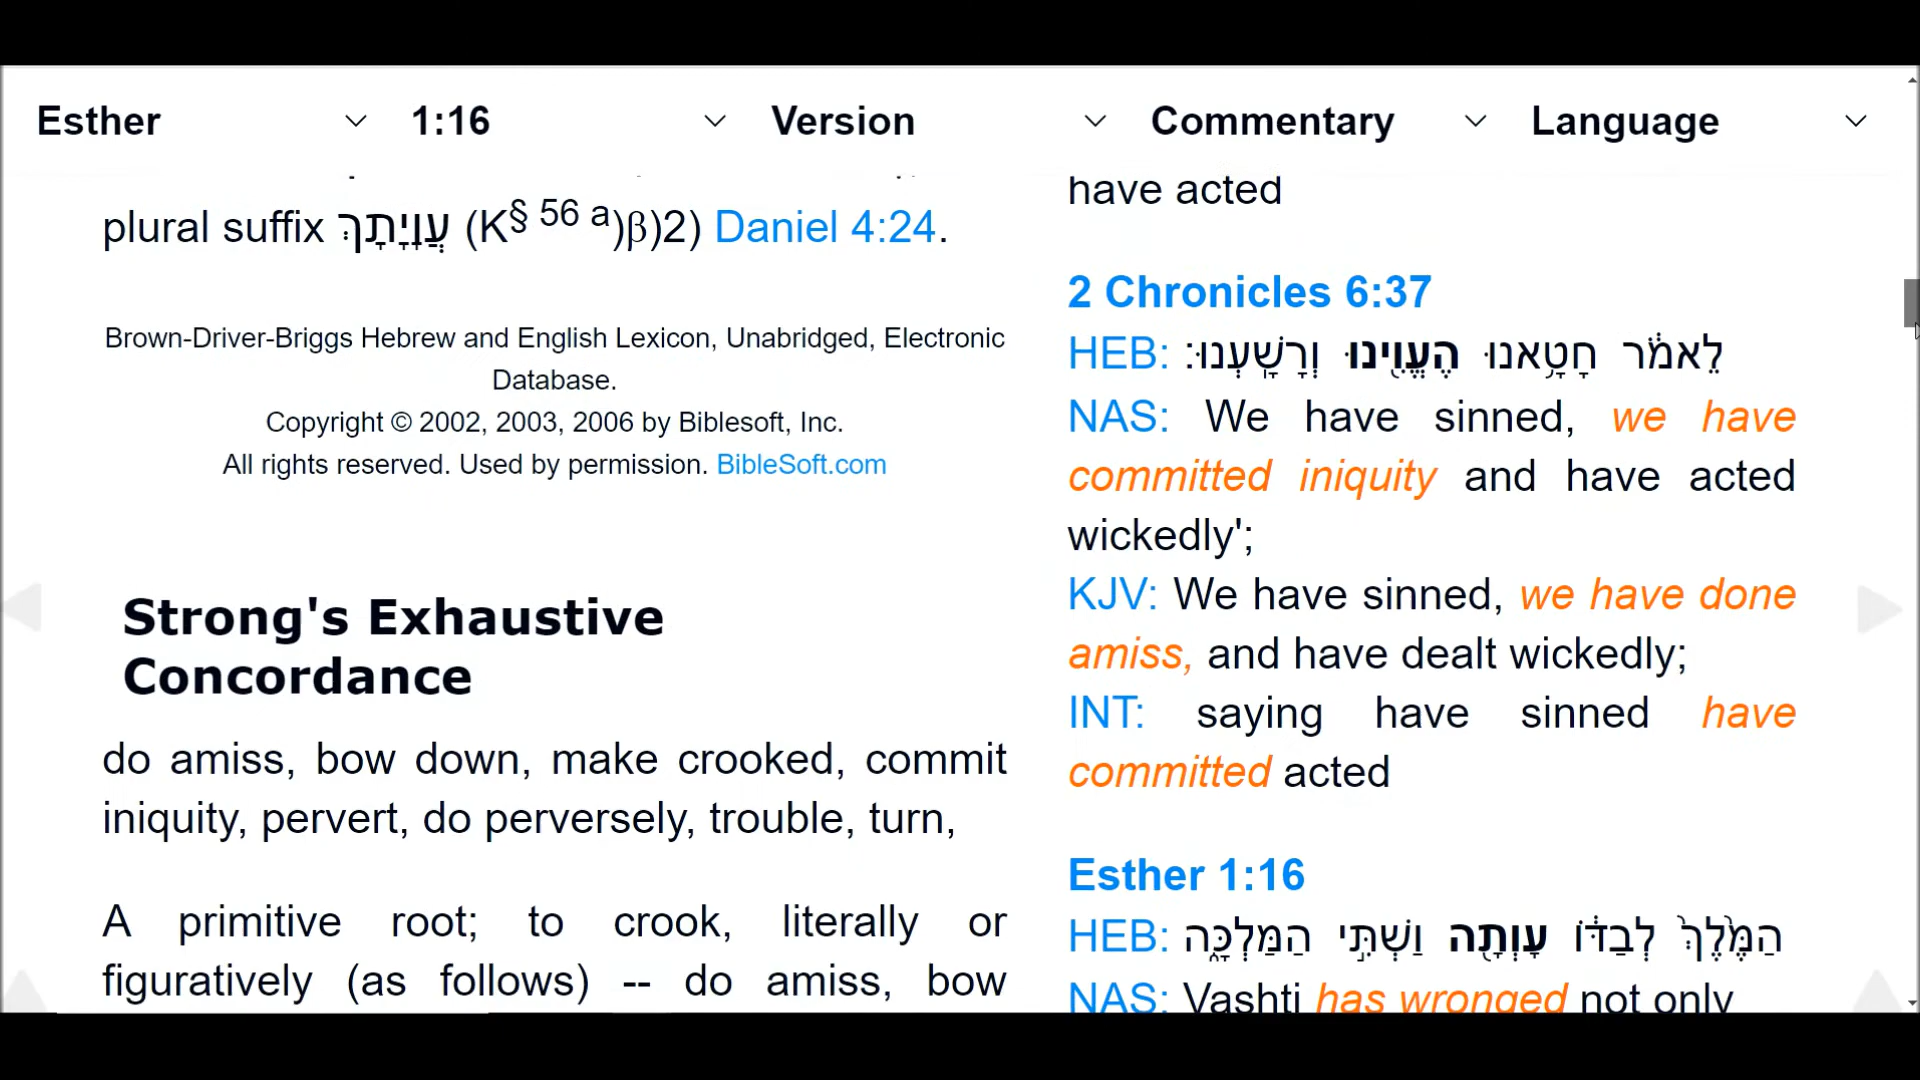 Esther 1:16 Version Commentary Language
plural suffix עֲוָיָתָךְ (K§ 56 a)β)2) Daniel 4:24.
Brown-Driver-Briggs Hebrew and English Lexicon, Unabridged, Electronic
Database.
Copyright © 2002, 2003, 2006 by Biblesoft, Inc.
All rights reserved. Used by permission. BibleSoft.com
Strong's Exhaustive
Concordance
do amiss, bow down, make crooked, commit
iniquity, pervert, do perversely, trouble, turn,
A primitive root; to crook, literally or
figuratively (as follows) -- do amiss, bow
have acted
2 Chronicles 6:37
HEB: לֵאמֹ֔ר חָטָ֥אנוּ הֶעֱוִ֖ינוּ וְרָשָֽׁעְנוּ׃
NAS: We have sinned, we have
committed iniquity and have acted
wickedly';
KJV: We have sinned, we have done
amiss, and have dealt wickedly;
INT: saying have sinned have
committed acted
Esther 1:16
HEB: הַמֶּ֙לֶךְ֙ לְבַדּ֔וֹ עָוְתָ֖ה וַשְׁתִּ֣י הַמַּלְכָּ֑ה
NAS: Vashti has wronged not only